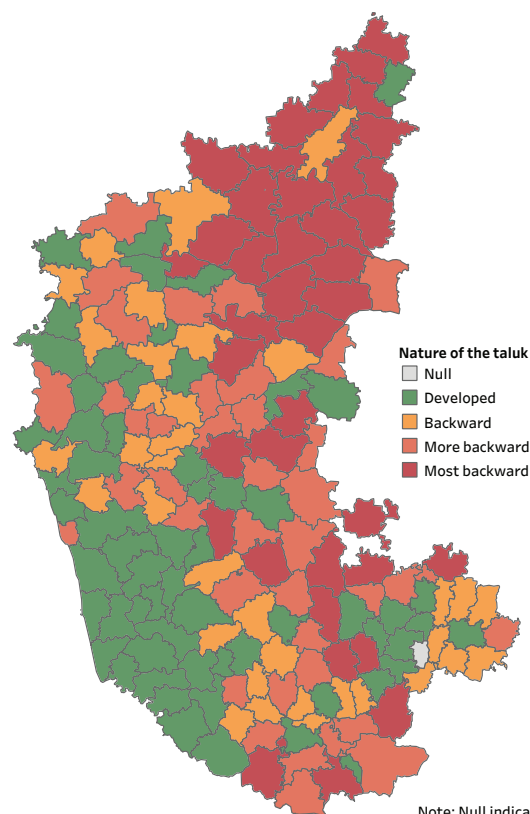 Nature of the taluk
Null
Developed
Backward
More backward
Most backward
Note: Null indica